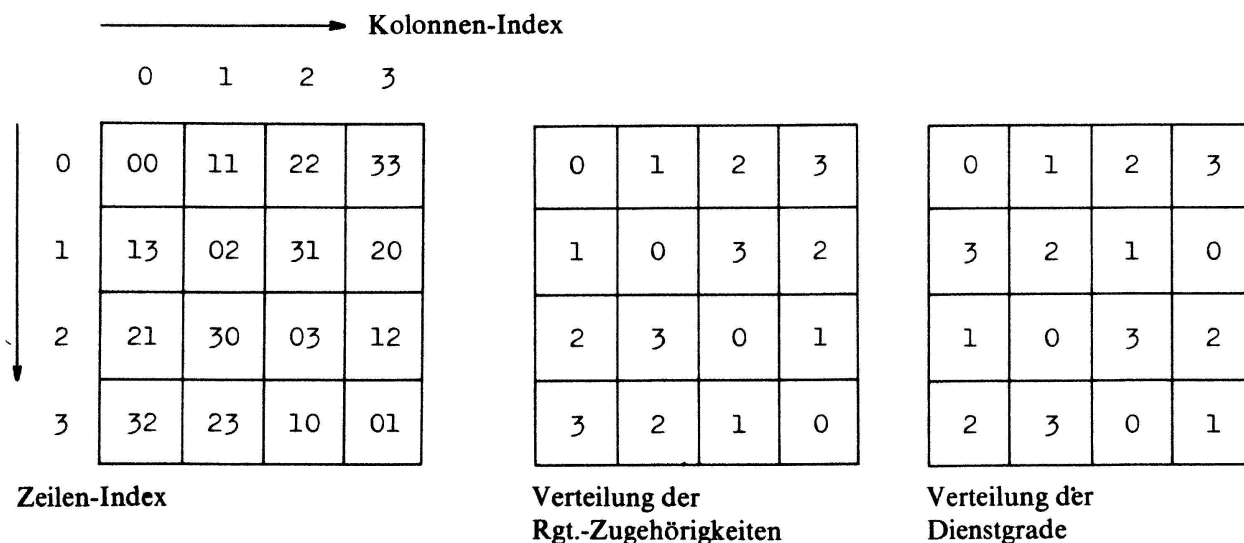 Kolonnen-Index
0 1 2 3
0 00 11 22 33 0 1 2 3 0 1 2 3
1 13 02 31 20 1 0 3 2 3 2 1 0
2 21 30 03 12 2 3 0 1 1 0 3 2
3 32 23 10 01 3 2 1 0 2 3 0 1
Zeilen-Index Verteilung der Verteilung der
Rgt.-Zugehörigkeiten Dienstgrade